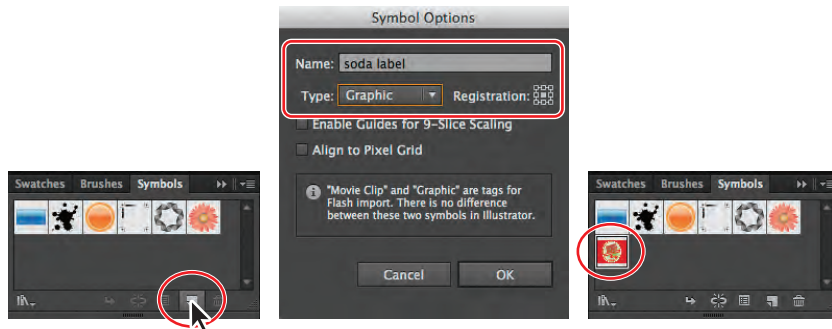 Symbol Options
Name: soda label
Type: Graphic Registration:
Enable Guides for 9-Slice Scaling
Align to Pixel Grid
"Movie Clip" and "Graphic" are tags for
Flash import. There is no difference
between these two symbols in Illustrator.
Cancel OK
Swatches Brushes Symbols
Swatches Brushes Symbols